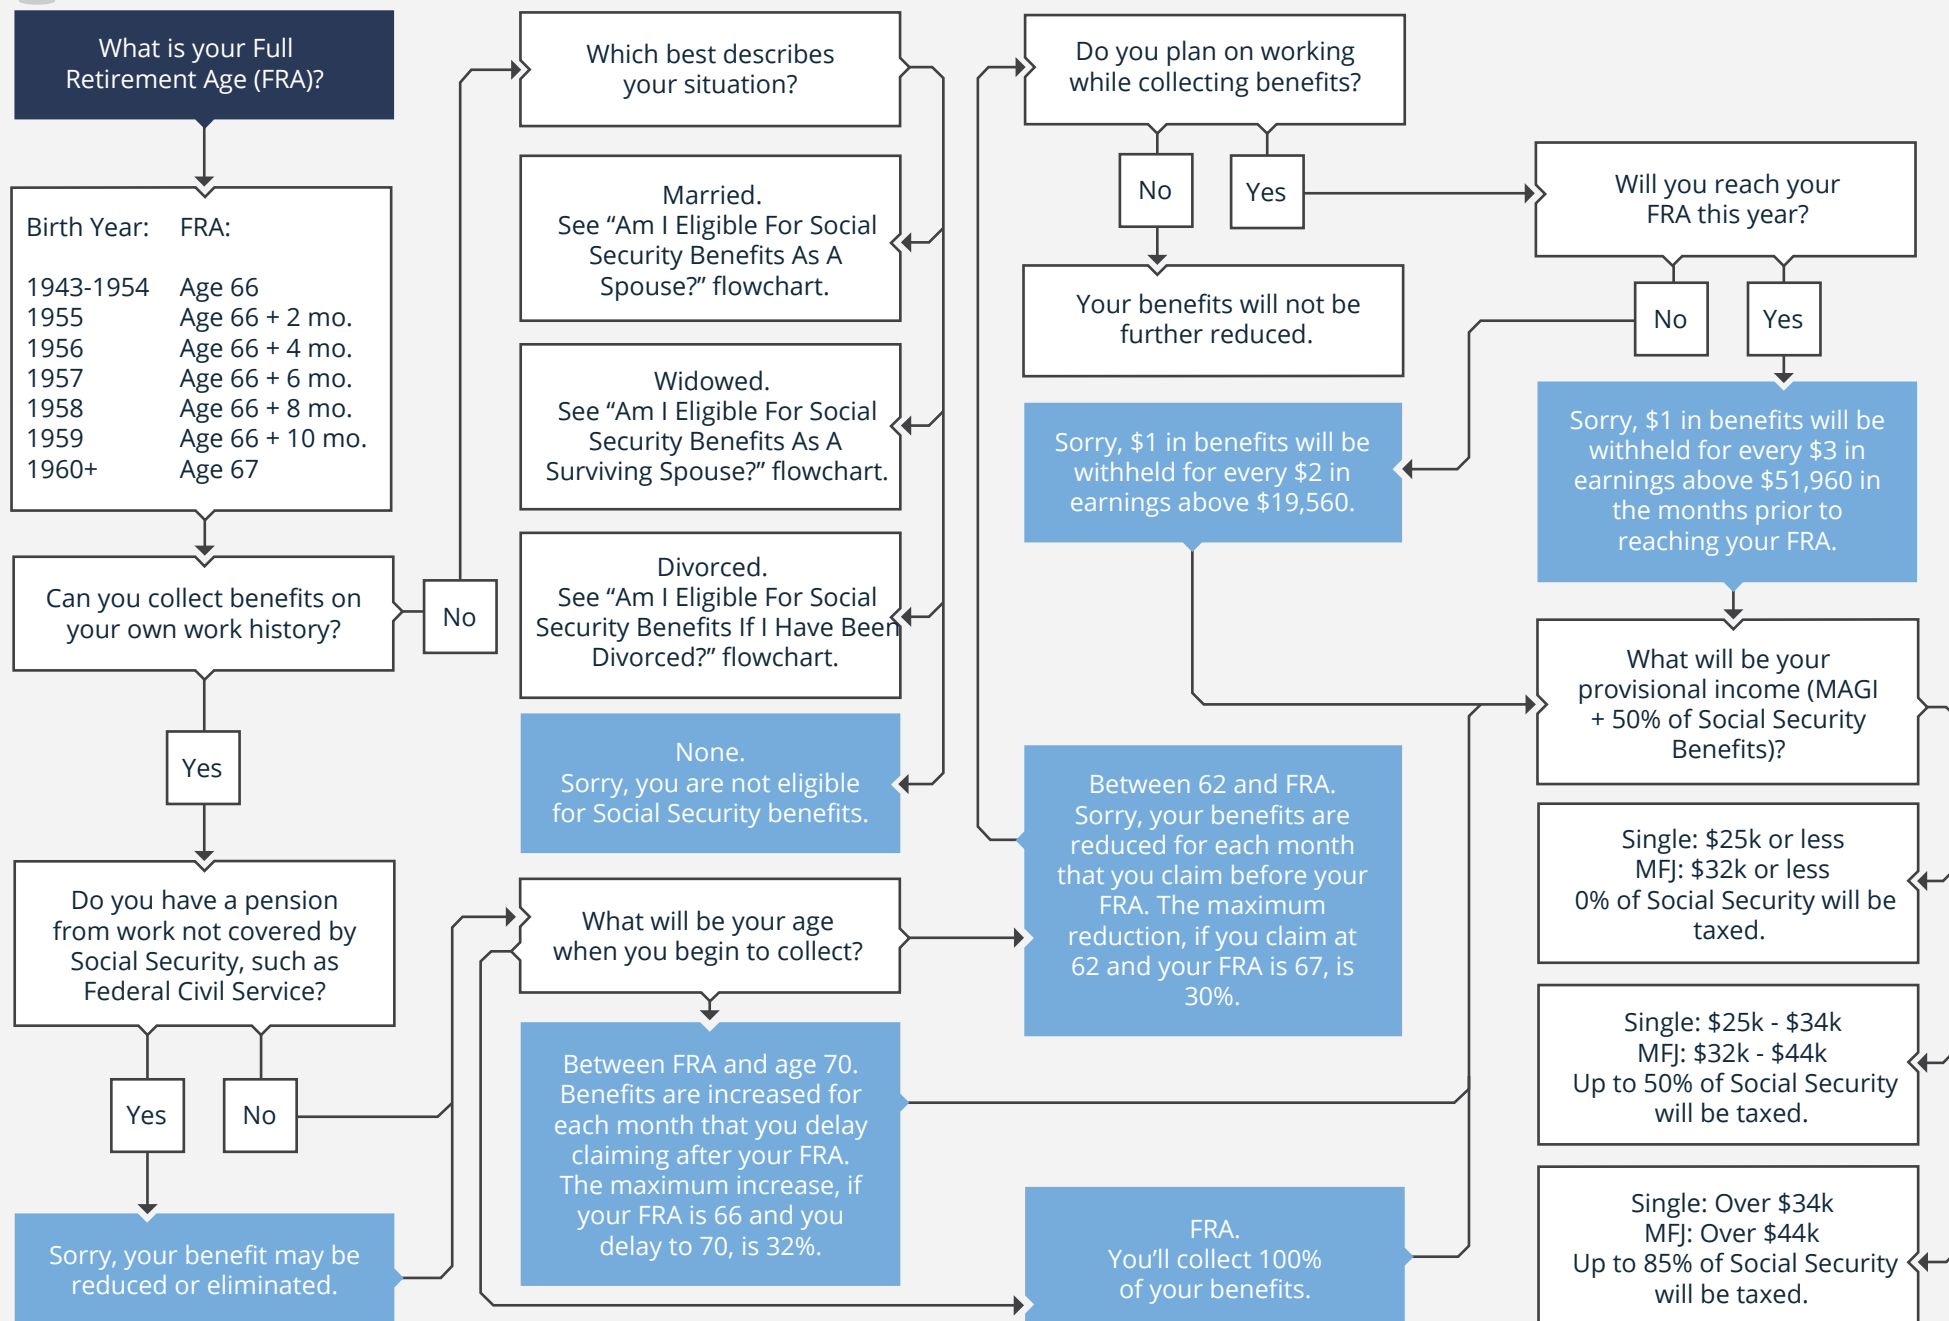 What is your Full
Retirement Age (FRA)?
Birth Year: FRA:
1943-1954 Age 66
1955 Age 66 + 2 mo.
1956 Age 66 + 4 mo.
1957 Age 66 + 6 mo.
1958 Age 66 + 8 mo.
1959 Age 66 + 10 mo.
1960+ Age 67
Can you collect benefits on
your own work history?
No
Yes
Do you have a pension
from work not covered by
Social Security, such as
Federal Civil Service?
Yes
No
Sorry, your benefit may be
reduced or eliminated.
Which best describes
your situation?
Married.
See “Am I Eligible For Social
Security Benefits As A
Spouse?” flowchart.
Widowed.
See “Am I Eligible For Social
Security Benefits As A
Surviving Spouse?” flowchart.
Divorced.
See “Am I Eligible For Social
Security Benefits If I Have Been
Divorced?” flowchart.
None.
Sorry, you are not eligible
for Social Security benefits.
What will be your age
when you begin to collect?
Between FRA and age 70.
Benefits are increased for
each month that you delay
claiming after your FRA.
The maximum increase, if
your FRA is 66 and you
delay to 70, is 32%.
Do you plan on working
while collecting benefits?
No
Yes
Your benefits will not be
further reduced.
Sorry, $1 in benefits will be
withheld for every $2 in
earnings above $19,560.
Between 62 and FRA.
Sorry, your benefits are
reduced for each month
that you claim before your
FRA. The maximum
reduction, if you claim at
62 and your FRA is 67, is
30%.
FRA.
You’ll collect 100%
of your benefits.
Will you reach your
FRA this year?
No
Yes
Sorry, $1 in benefits will be
withheld for every $3 in
earnings above $51,960 in
the months prior to
reaching your FRA.
What will be your
provisional income (MAGI
+ 50% of Social Security
Benefits)?
Single: $25k or less
MFJ: $32k or less
0% of Social Security will be
taxed.
Single: $25k - $34k
MFJ: $32k - $44k
Up to 50% of Social Security
will be taxed.
Single: Over $34k
MFJ: Over $44k
Up to 85% of Social Security
will be taxed.